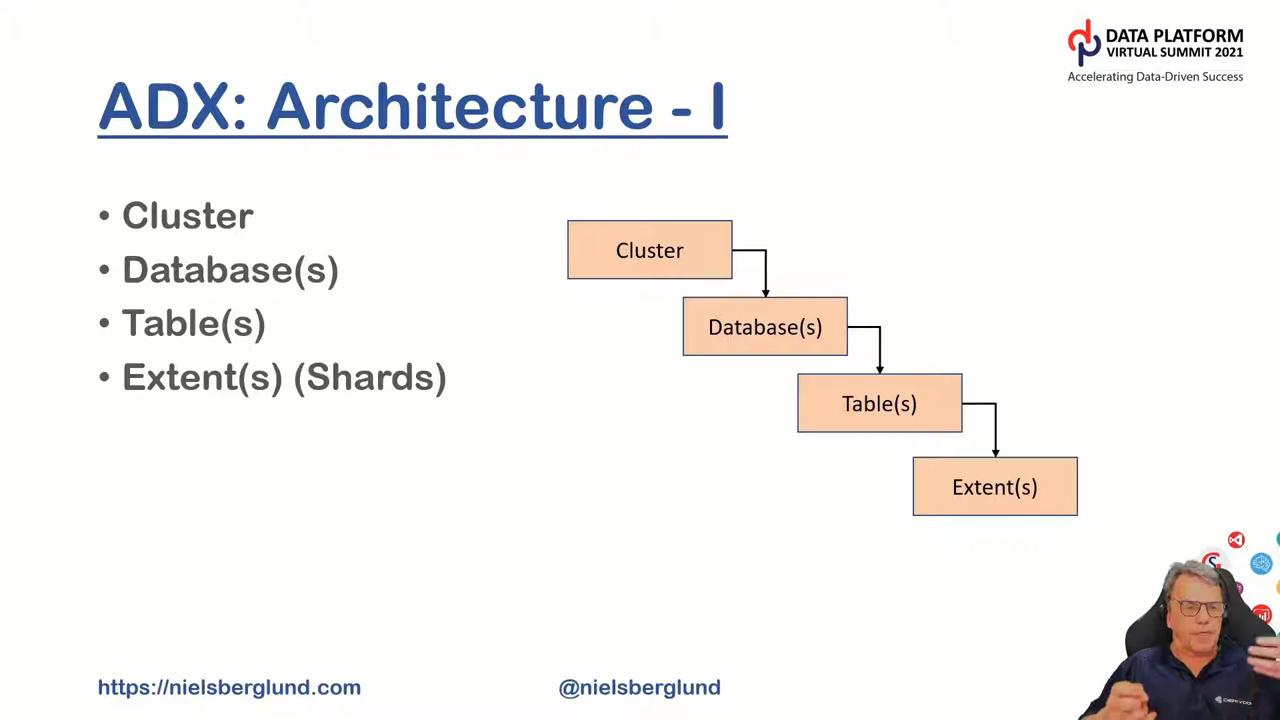 DATA PLATFORM
VIRTUAL SUMMIT 2021
Accelerating Data-Driven Success
ADX: Architecture - I
• Cluster
• Database(s)
• Table(s)
• Extent(s) (Shards)
Cluster
Database(s)
Table(s)
Extent(s)
https://nielsberglund.com
@nielsberglund